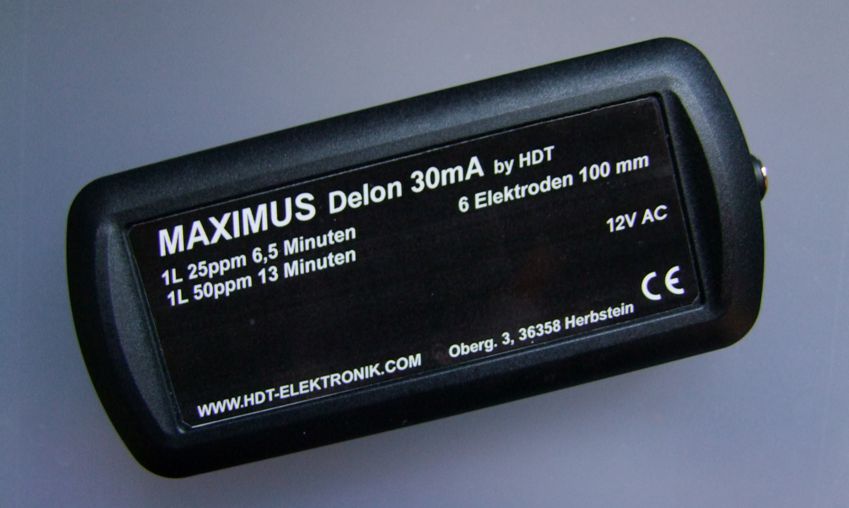 MAXIMUS Delon 30mA by HDT
6 Elektroden 100 mm
1L 25ppm 6,5 Minuten
12V AC
1L 50ppm 13 Minuten
CE
WWW.HDT-ELEKTRONIK.COM
Oberg. 3, 36358 Herbstein